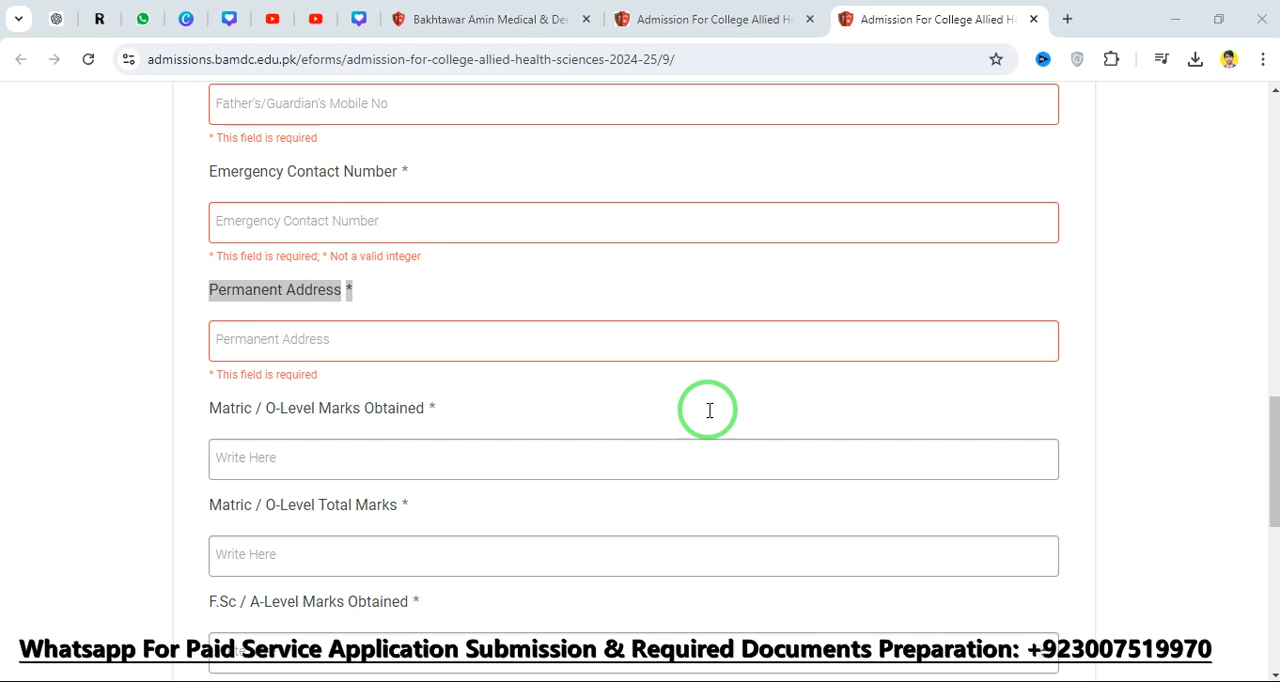 Bakhtawar Amin Medical & Den
Admission For College Allied He
Admission For College Allied H
admissions.bamdc.edu.pk/eforms/admission-for-college-allied-health-sciences-2024-25/9/
Father's/Guardian's Mobile No
* This field is required
Emergency Contact Number *
Emergency Contact Number
* This field is required; * Not a valid integer
Permanent Address *
Permanent Address
* This field is required
Matric / O-Level Marks Obtained *
Write Here
Matric / O-Level Total Marks *
Write Here
F.Sc / A-Level Marks Obtained *
Whatsapp For Paid Service Application Submission & Required Documents Preparation: +923007519970